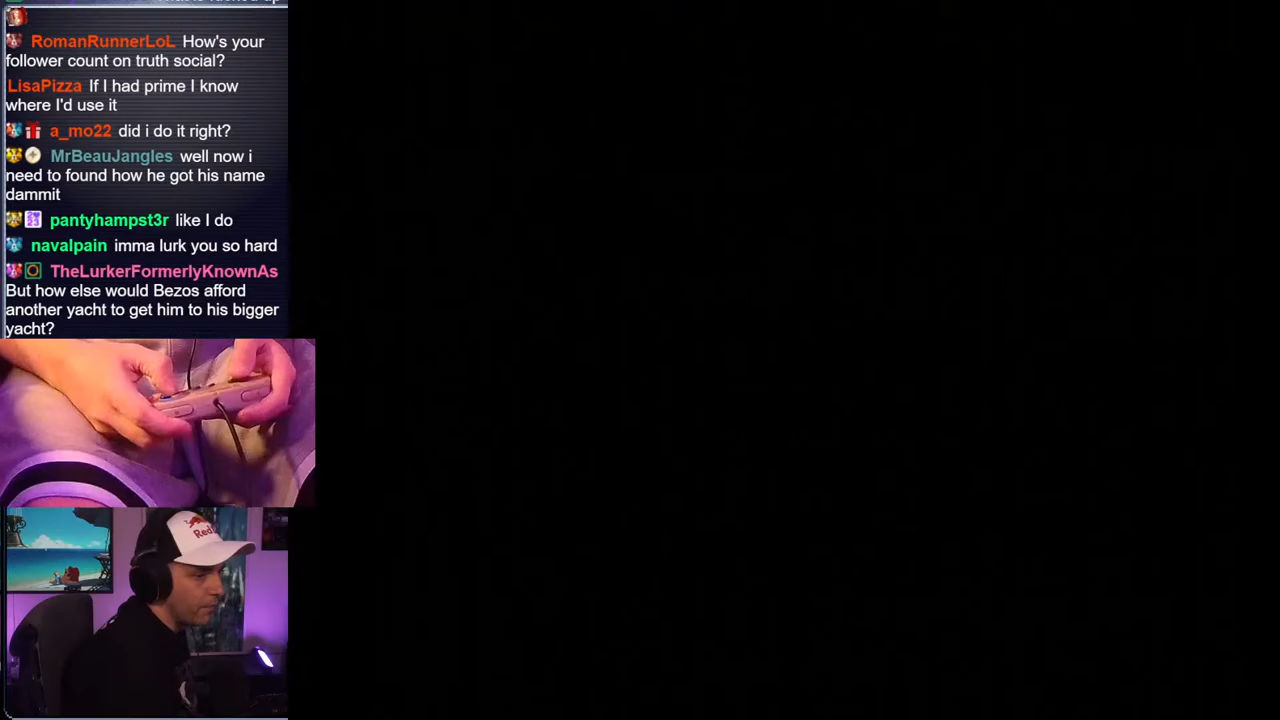 RomanRunnerLoL How's your
follower count on truth social?
LisaPizza If I had prime I know
where I'd use it
a_mo22 did i do it right?
MrBeauJangles well now i
need to found how he got his name
dammit
pantyhampst3r like I do
navalpain imma lurk you so hard
TheLurkerFormerlyKnownAs
But how else would Bezos afford
another yacht to get him to his bigger
yacht?
Red